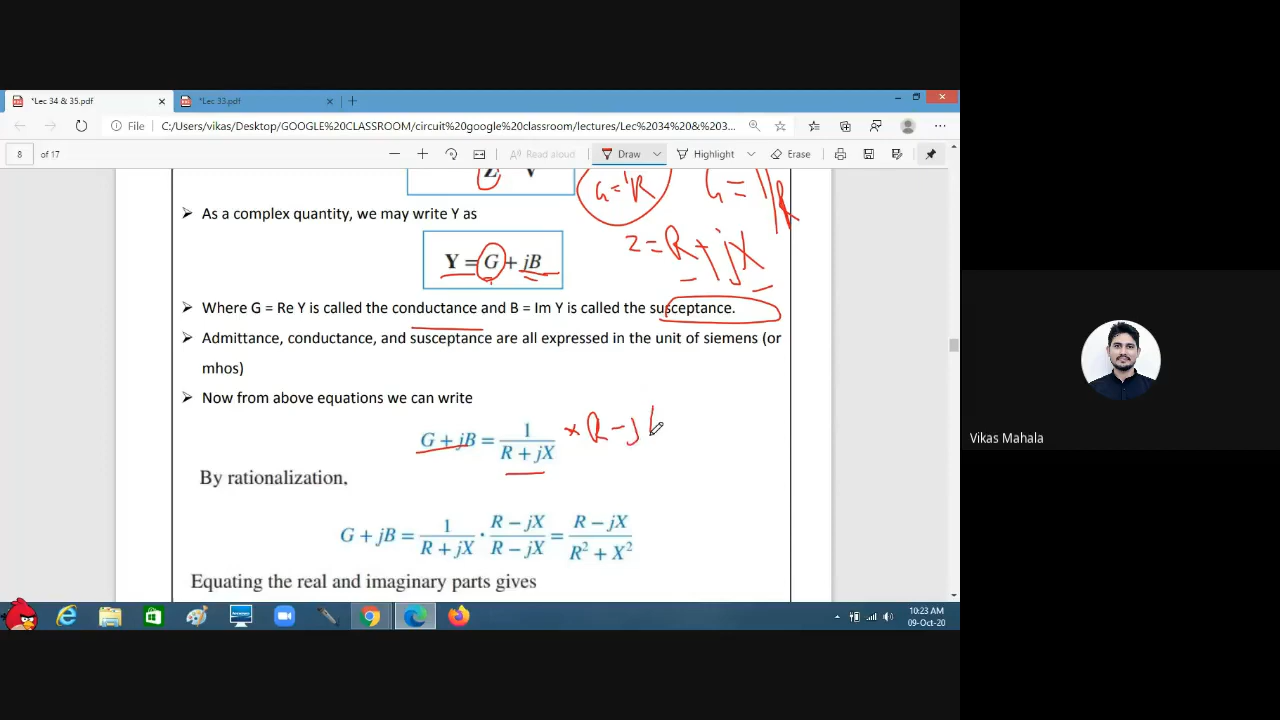 *Lec 34 & 35.pdf
*Lec 33.pdf
File C:/Users/vikas/Desktop/GOOGLE%20CLASSROOM/circuit%20google%20classroom/lectures/Lec%2034%20&%203...
8 of 17 Read aloud Draw Highlight Erase
Z V
G = 1/R G = 1/R
As a complex quantity, we may write Y as
Z = R + jX
Y = G + jB
Where G = Re Y is called the conductance and B = Im Y is called the susceptance.
Admittance, conductance, and susceptance are all expressed in the unit of siemens (or
mhos)
Now from above equations we can write
G + jB = 1 / (R + jX) × R - j
By rationalization,
G + jB = 1 / (R + jX) · (R − jX) / (R − jX) = (R − jX) / (R² + X²)
Equating the real and imaginary parts gives
Vikas Mahala
10:23 AM
09-Oct-20